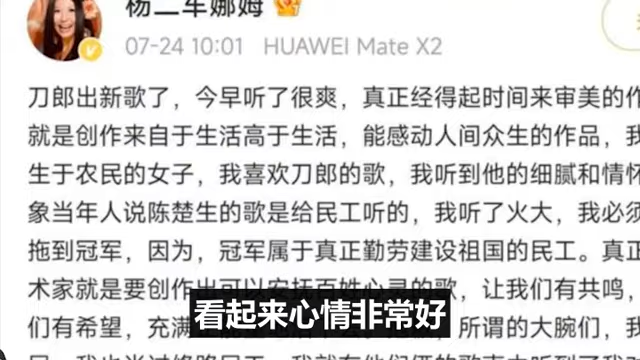 杨二车娜姆
07-24 10:01 HUAWEI Mate X2
刀郎出新歌了，今早听了很爽，真正经得起时间来审美的作
就是创作来自于生活高于生活，能感动人间众生的作品，我
生于农民的女子，我喜欢刀郎的歌，我听到他的细腻和情怀
象当年人说陈楚生的歌是给民工听的，我听了火大，我必须
拖到冠军，因为，冠军属于真正勤劳建设祖国的民工。真正
术家就是要创作出可以安抚百姓心灵的歌，让我们有共鸣，
们有希望，充满
所谓的大腕们，
看起来心情非常好